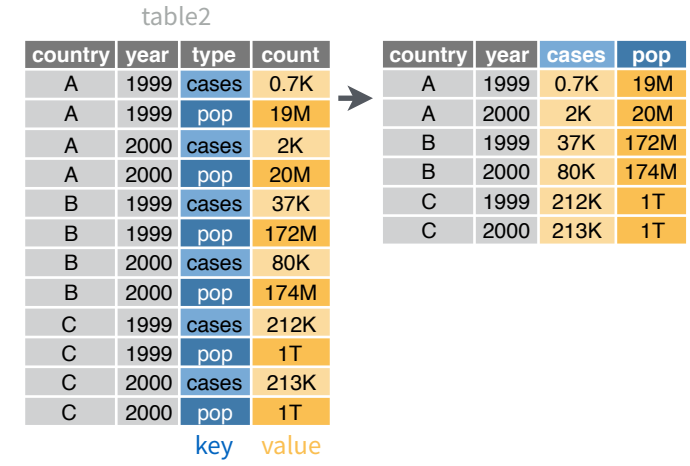 table2
country year type count
A 1999 cases 0.7K
A 1999 pop 19M
A 2000 cases 2K
A 2000 pop 20M
B 1999 cases 37K
B 1999 pop 172M
B 2000 cases 80K
B 2000 pop 174M
C 1999 cases 212K
C 1999 pop 1T
C 2000 cases 213K
C 2000 pop 1T
key value
country year cases pop
A 1999 0.7K 19M
A 2000 2K 20M
B 1999 37K 172M
B 2000 80K 174M
C 1999 212K 1T
C 2000 213K 1T